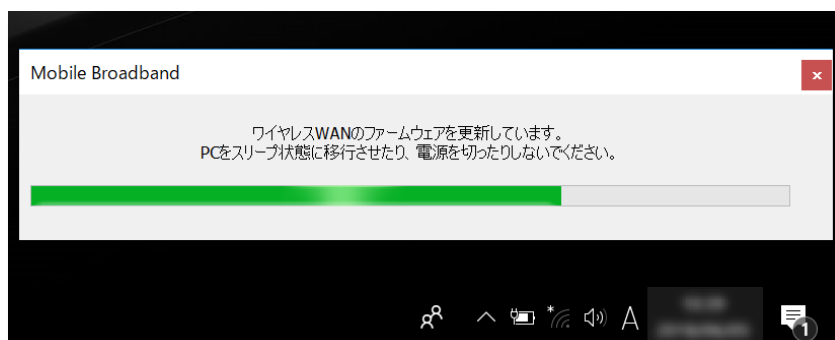 Mobile Broadband
ワイヤレスWANのファームウェアを更新しています。
PCをスリープ状態に移行させたり、電源を切ったりしないでください。
A
1